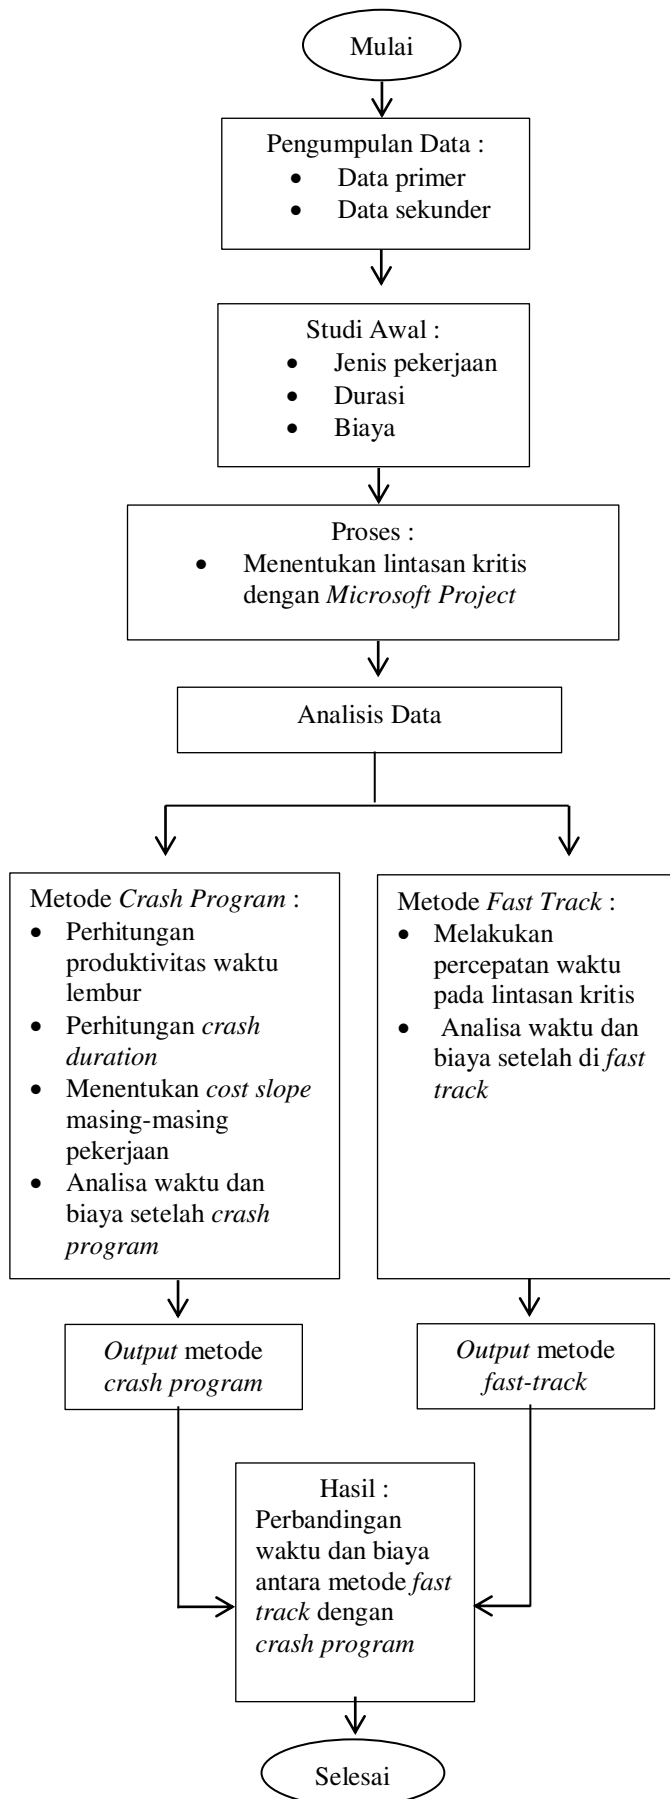 Mulai
Pengumpulan Data :
• Data primer
• Data sekunder
Studi Awal :
• Jenis pekerjaan
• Durasi
• Biaya
Proses :
• Menentukan lintasan kritis
dengan Microsoft Project
Analisis Data
Metode Crash Program :
• Perhitungan
produktivitas waktu
lembur
• Perhitungan crash
duration
• Menentukan cost slope
masing-masing
pekerjaan
• Analisa waktu dan
biaya setelah crash
program
Metode Fast Track :
• Melakukan
percepatan waktu
pada lintasan kritis
• Analisa waktu dan
biaya setelah di fast
track
Output metode
crash program
Output metode
fast-track
Hasil :
Perbandingan
waktu dan biaya
antara metode fast
track dengan
crash program
Selesai